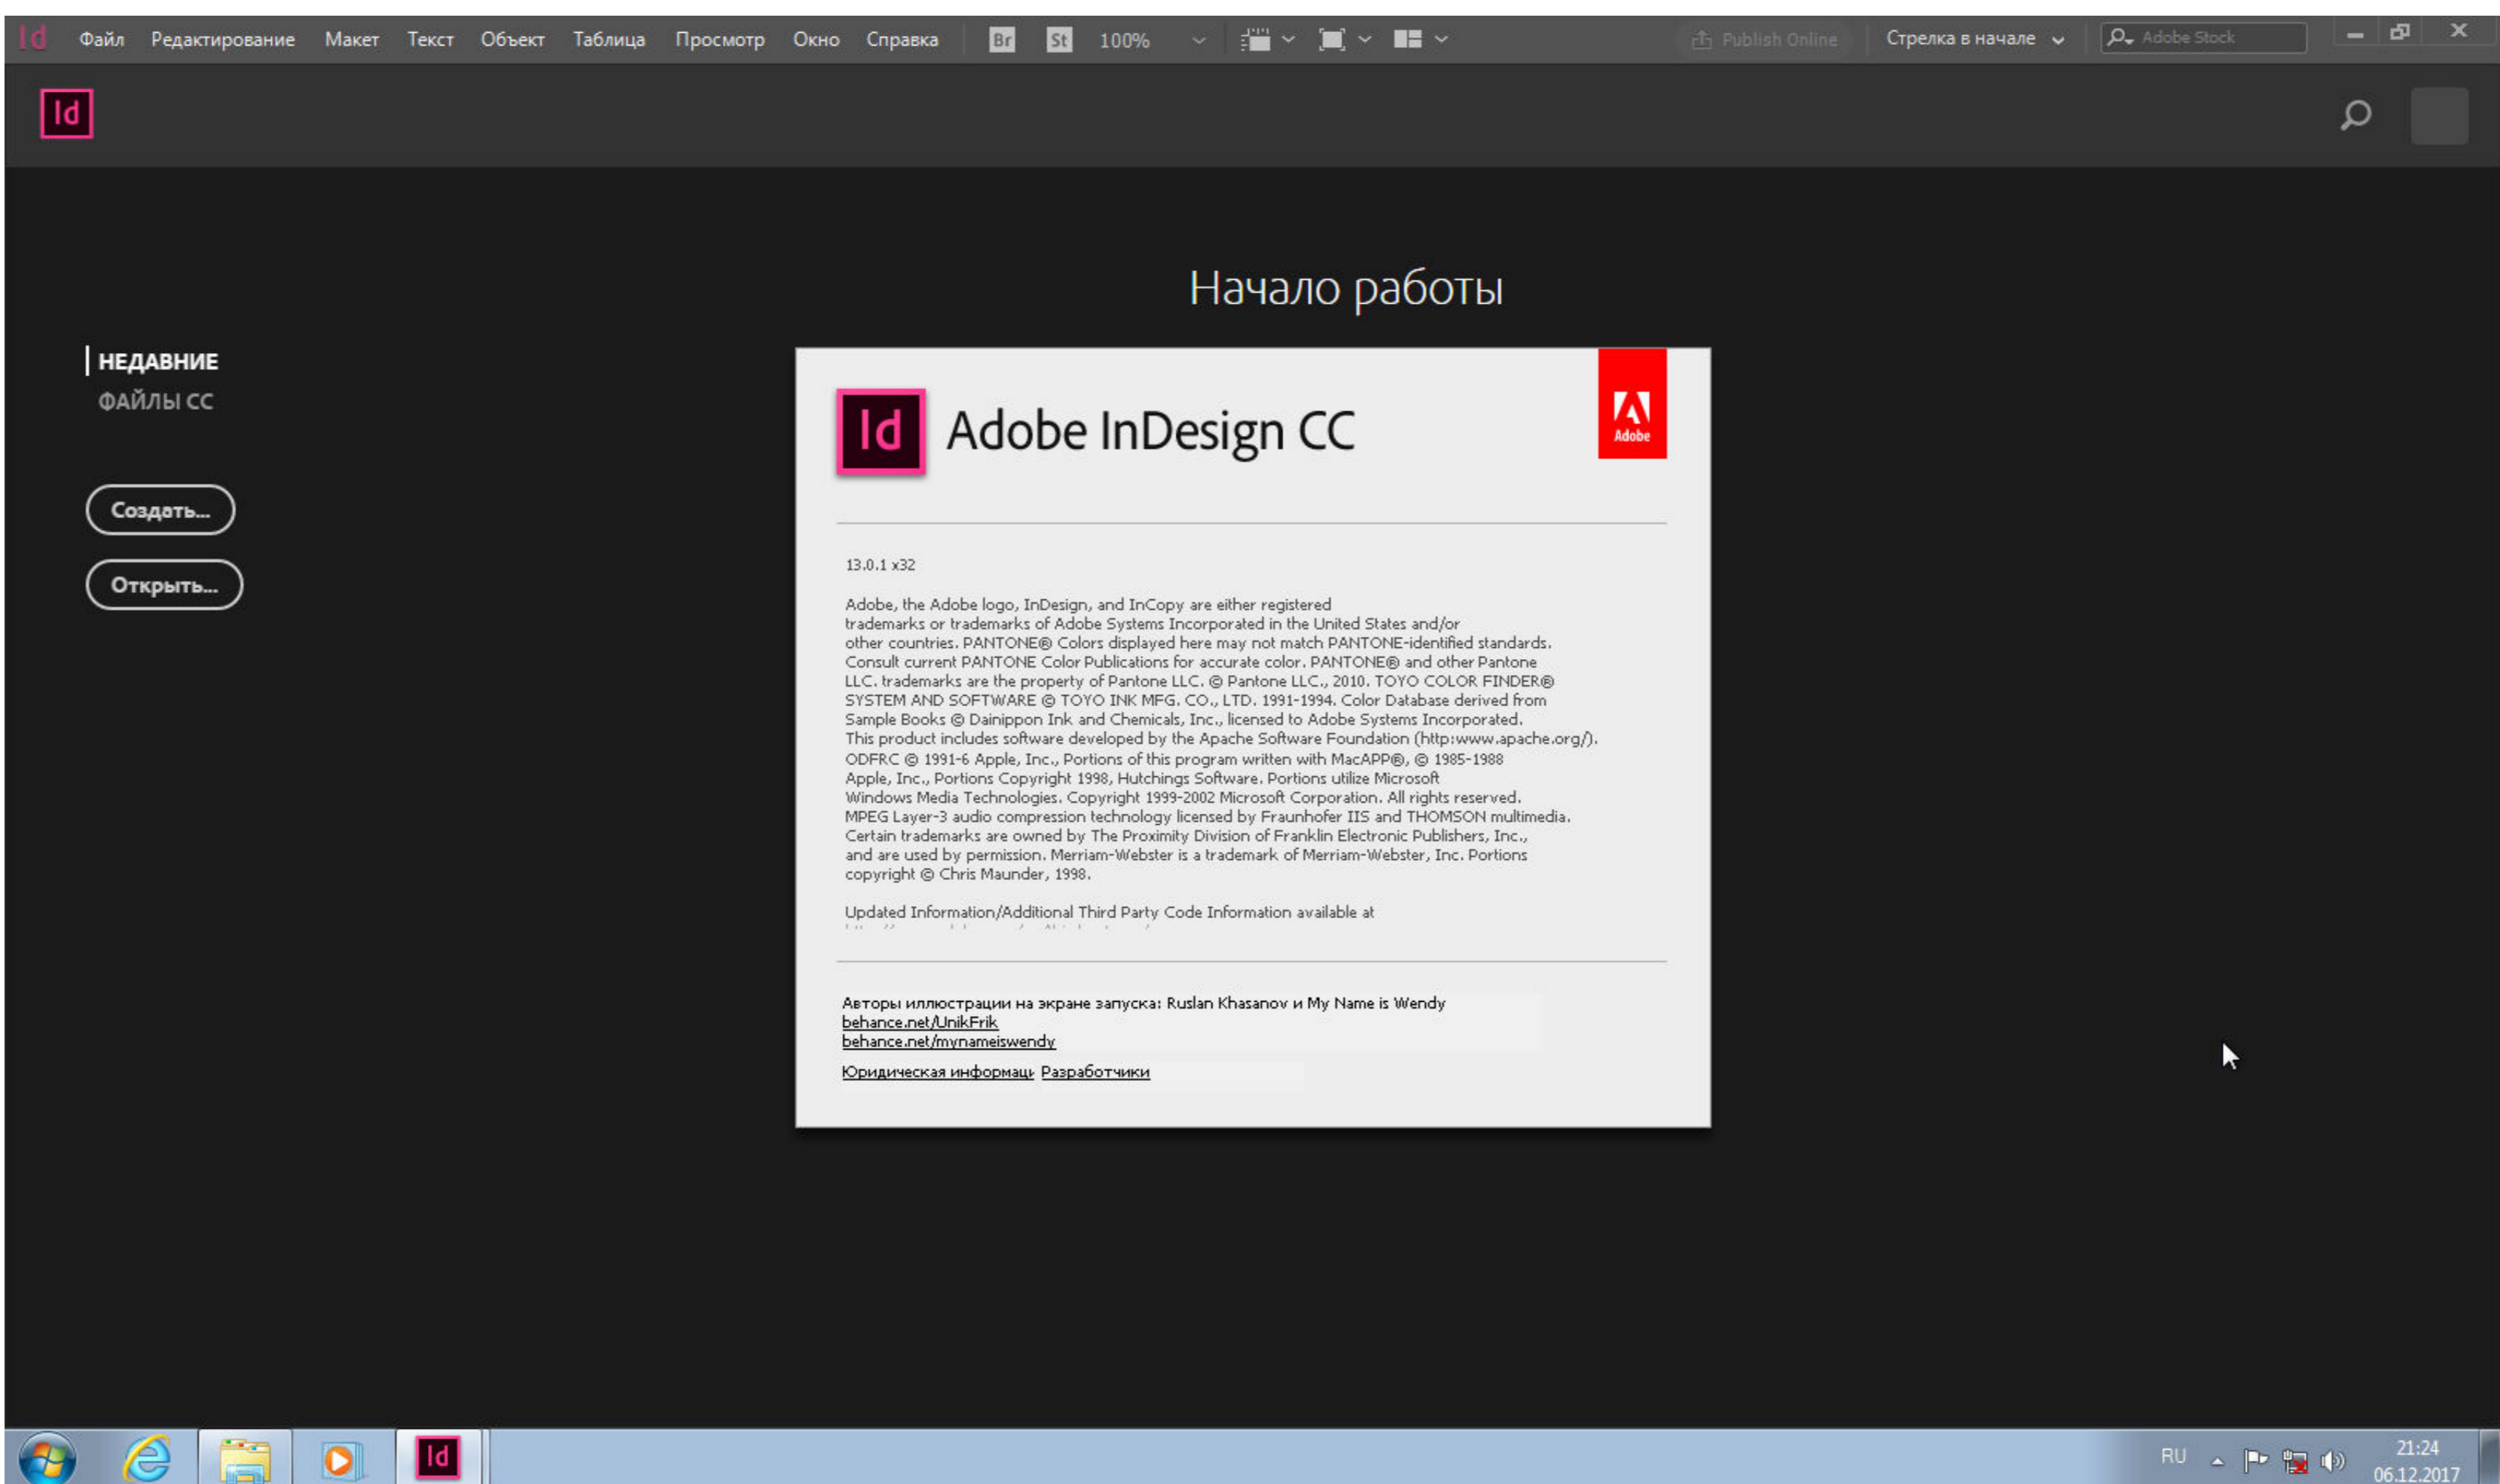 Id Файл Редактирование Макет Текст Объект Таблица Просмотр Окно Справка Br St 100% Publish Online Стрелка в начале Adobe Stock
Id
Начало работы
НЕДАВНИЕ
ФАЙЛЫ CC
Создать...
Открыть...
Id Adobe InDesign CC
Adobe
13.0.1 x32
Adobe, the Adobe logo, InDesign, and InCopy are either registered
trademarks or trademarks of Adobe Systems Incorporated in the United States and/or
other countries. PANTONE® Colors displayed here may not match PANTONE-identified standards.
Consult current PANTONE Color Publications for accurate color. PANTONE® and other Pantone
LLC. trademarks are the property of Pantone LLC. © Pantone LLC., 2010. TOYO COLOR FINDER®
SYSTEM AND SOFTWARE © TOYO INK MFG. CO., LTD. 1991-1994. Color Database derived from
Sample Books © Dainippon Ink and Chemicals, Inc., licensed to Adobe Systems Incorporated.
This product includes software developed by the Apache Software Foundation (http:www.apache.org/).
ODFRC © 1991-6 Apple, Inc., Portions of this program written with MacAPP®, © 1985-1988
Apple, Inc., Portions Copyright 1998, Hutchings Software. Portions utilize Microsoft
Windows Media Technologies. Copyright 1999-2002 Microsoft Corporation. All rights reserved.
MPEG Layer-3 audio compression technology licensed by Fraunhofer IIS and THOMSON multimedia.
Certain trademarks are owned by The Proximity Division of Franklin Electronic Publishers, Inc.,
and are used by permission. Merriam-Webster is a trademark of Merriam-Webster, Inc. Portions
copyright © Chris Maunder, 1998.
Updated Information/Additional Third Party Code Information available at
Авторы иллюстрации на экране запуска: Ruslan Khasanov и My Name is Wendy
behance.net/UnikFrik
behance.net/mynameiswendy
Юридическая информаци Разработчики
Id
RU
21:24
06.12.2017